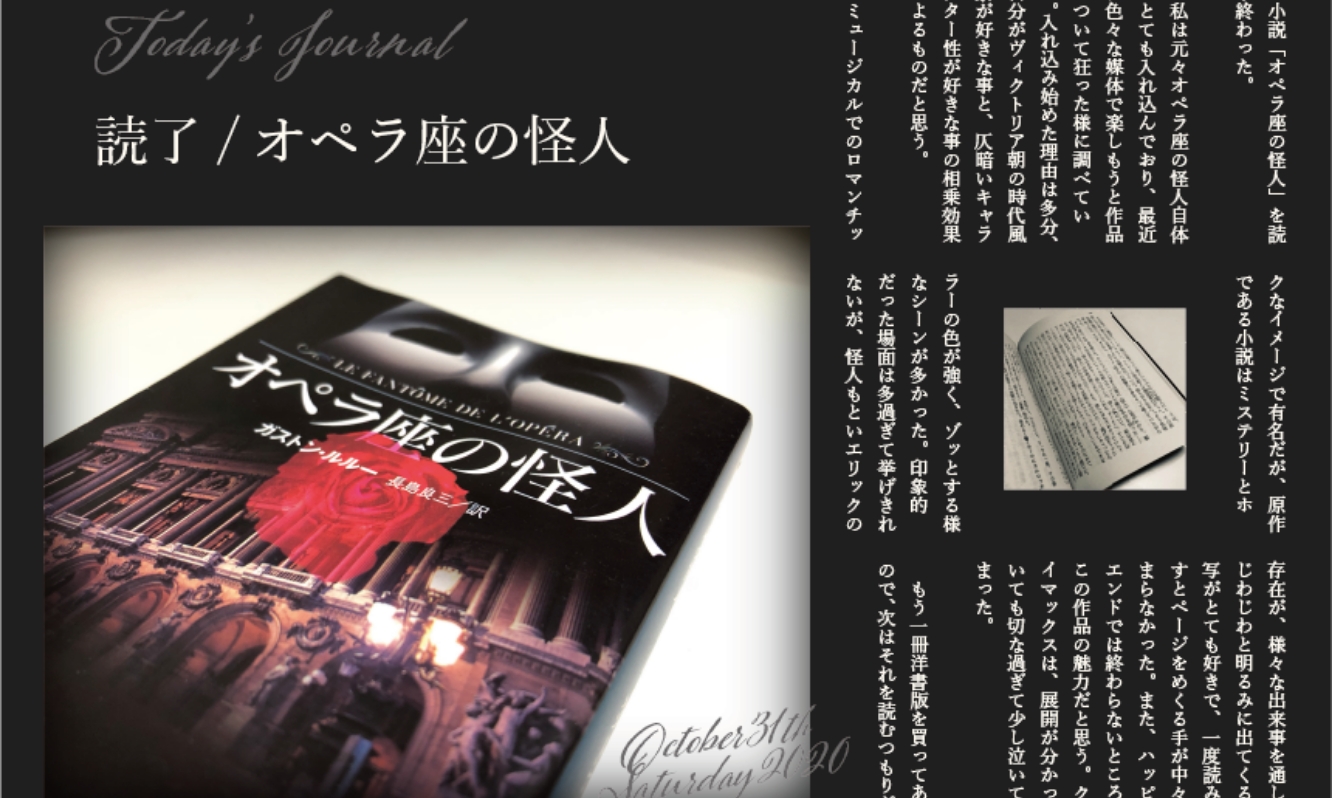 Today's Journal
読了 / オペラ座の怪人
LE FANTÔME DE L'OPÉRA
オペラ座の怪人
ガストン・ルルー
長島良三／訳
October 31th
Saturday 2020
小説「オペラ座の怪人」を読
終わった。
私は元々オペラ座の怪人自体
とても入れ込んでおり、最近
色々な媒体で楽しもうと作品
ついて狂った様に調べてい
。入れ込み始めた理由は多分、
分がヴィクトリア朝の時代風
が好きな事と、仄暗いキャラ
ター性が好きな事の相乗効果
よるものだと思う。
ミュージカルでのロマンチッ
クなイメージで有名だが、原作
である小説はミステリーとホ
ラーの色が強く、ゾッとする様
なシーンが多かった。印象的
だった場面は多過ぎて挙げきれ
ないが、怪人もといエリックの
存在が、様々な出来事を通し
じわじわと明るみに出てくる
写がとても好きで、一度読み
すとページをめくる手が中々
まらなかった。また、ハッピ
エンドでは終わらないところ
この作品の魅力だと思う。ク
イマックスは、展開が分かっ
いても切な過ぎて少し泣いて
まった。
もう一冊洋書版を買ってあ
ので、次はそれを読むつもり